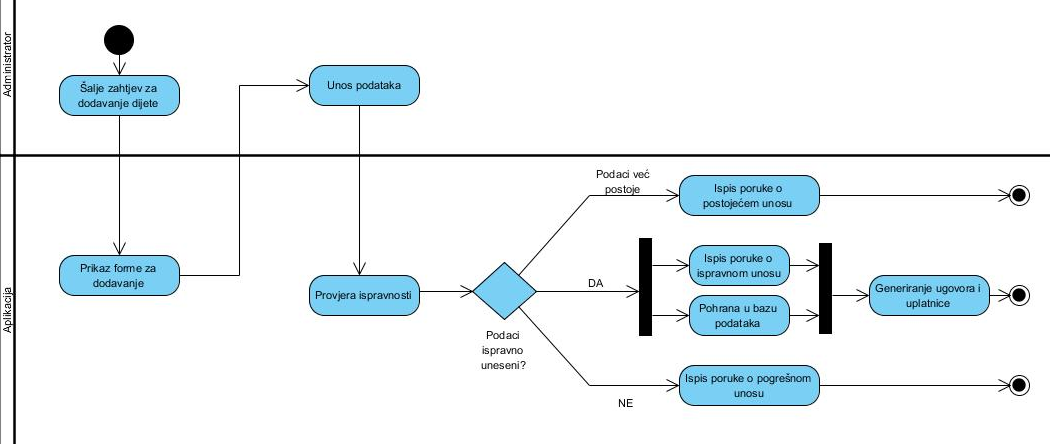 Administrator
Šalje zahtjev za
dodavanje dijete
Unos podataka
Aplikacija
Prikaz forme za
dodavanje
Provjera ispravnosti
Podaci
ispravno
uneseni?
Podaci već
postoje
Ispis poruke o
postojećem unosu
DA
Ispis poruke o
ispravnom unosu
Pohrana u bazu
podataka
Generiranje ugovora i
uplatnice
NE
Ispis poruke o pogrešnom
unosu